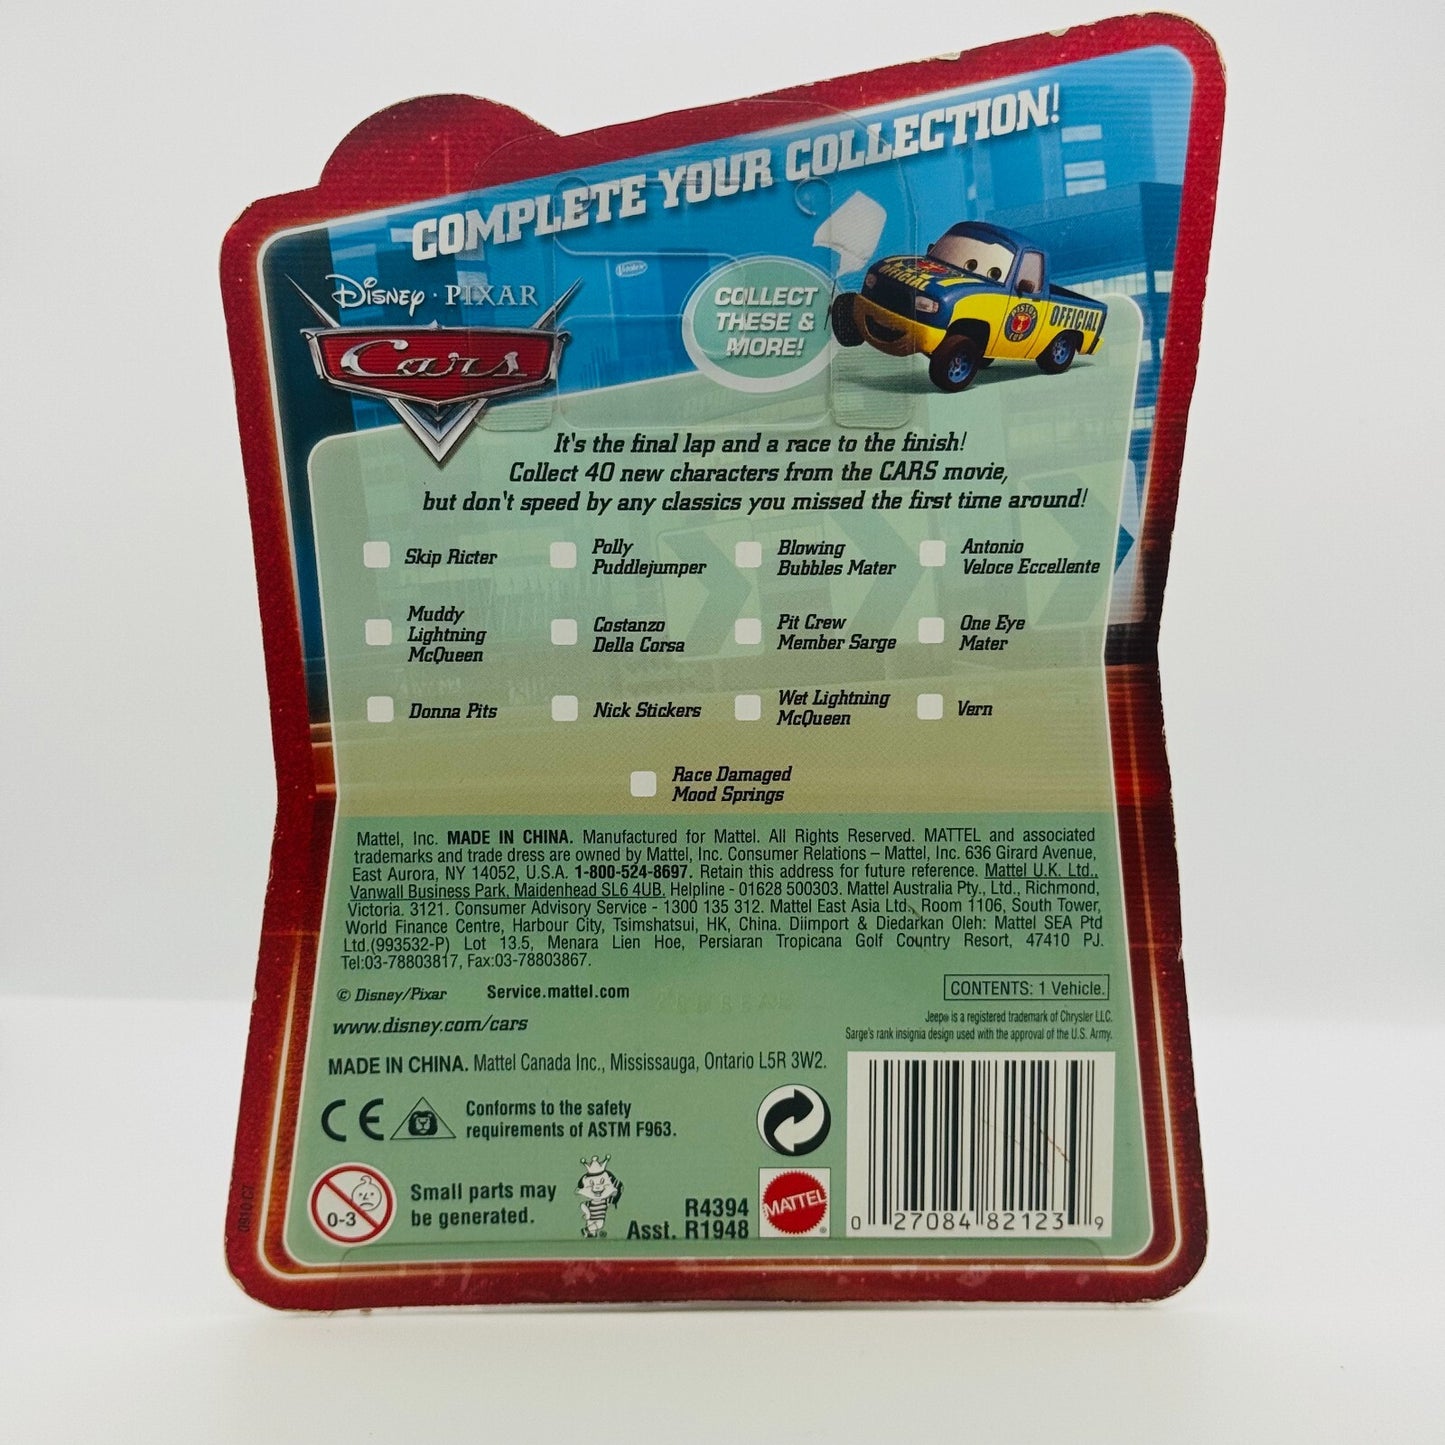 COMPLETE YOUR COLLECTION!
Disney · PIXAR
Cars
COLLECT
THESE &
MORE!
OFFICIAL
OFFICIAL
It's the final lap and a race to the finish!
Collect 40 new characters from the CARS movie,
but don't speed by any classics you missed the first time around!
Skip Ricter
Polly
Puddlejumper
Blowing
Bubbles Mater
Antonio
Veloce Eccellente
Muddy
Lightning
McQueen
Costanzo
Della Corsa
Pit Crew
Member Sarge
One Eye
Mater
Donna Pits
Nick Stickers
Wet Lightning
McQueen
Vern
Race Damaged
Mood Springs
Mattel, Inc. MADE IN CHINA. Manufactured for Mattel. All Rights Reserved. MATTEL and associated
trademarks and trade dress are owned by Mattel, Inc. Consumer Relations – Mattel, Inc. 636 Girard Avenue,
East Aurora, NY 14052, U.S.A. 1-800-524-8697. Retain this address for future reference. Mattel U.K. Ltd.,
Vanwall Business Park, Maidenhead SL6 4UB. Helpline - 01628 500303. Mattel Australia Pty., Ltd., Richmond,
Victoria. 3121. Consumer Advisory Service - 1300 135 312. Mattel East Asia Ltd., Room 1106, South Tower,
World Finance Centre, Harbour City, Tsimshatsui, HK, China. Diimport & Diedarkan Oleh: Mattel SEA Ptd
Ltd.(993532-P) Lot 13.5, Menara Lien Hoe, Persiaran Tropicana Golf Country Resort, 47410 PJ.
Tel:03-78803817, Fax:03-78803867.
© Disney/Pixar
Service.mattel.com
CONTENTS: 1 Vehicle.
www.disney.com/cars
Jeep® is a registered trademark of Chrysler LLC.
Sarge's rank insignia design used with the approval of the U.S. Army.
MADE IN CHINA. Mattel Canada Inc., Mississauga, Ontario L5R 3W2.
CE
Conforms to the safety
requirements of ASTM F963.
0-3
Small parts may
be generated.
R4394
Asst. R1948
MATTEL
0 27084 82123 9